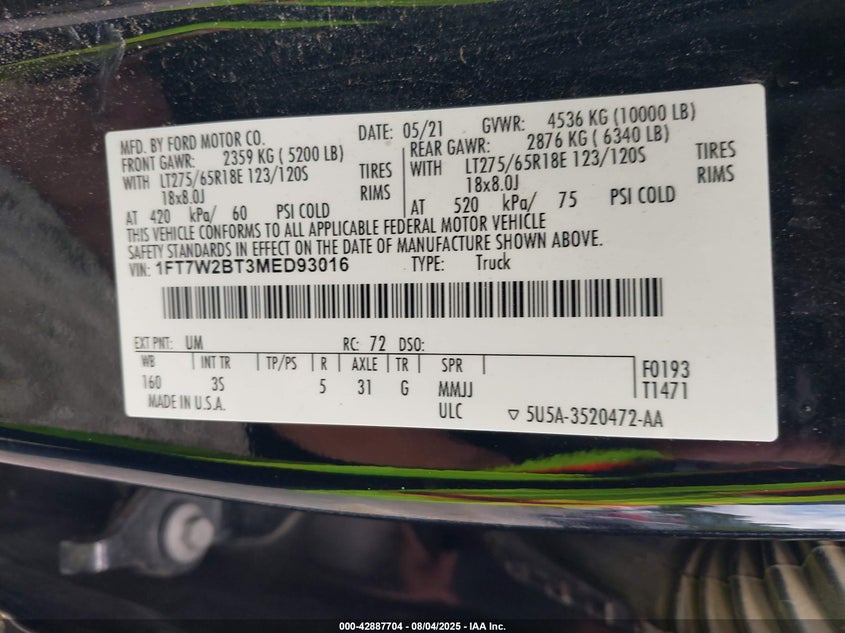 MFD. BY FORD MOTOR CO. DATE: 05/21 GVWR: 4536 KG (10000 LB)
FRONT GAWR: 2359 KG ( 5200 LB) REAR GAWR: 2876 KG ( 6340 LB)
WITH LT275/65R18E 123/120S TIRES WITH LT275/65R18E 123/120S TIRES
18x8.0J RIMS 18x8.0J RIMS
AT 420 kPa/ 60 PSI COLD AT 520 kPa/ 75 PSI COLD
THIS VEHICLE CONFORMS TO ALL APPLICABLE FEDERAL MOTOR VEHICLE
SAFETY STANDARDS IN EFFECT ON THE DATE OF MANUFACTURE SHOWN ABOVE.
VIN: 1FT7W2BT3MED93016 TYPE: Truck
EXT PNT: UM RC: 72 DSO:
WB INT TR TP/PS R AXLE TR SPR F0193
160 3S 5 31 G MMJJ T1471
MADE IN U.S.A. ULC ▽ 5U5A-3520472-AA
000-42887704 - 08/04/2025 - IAA Inc.